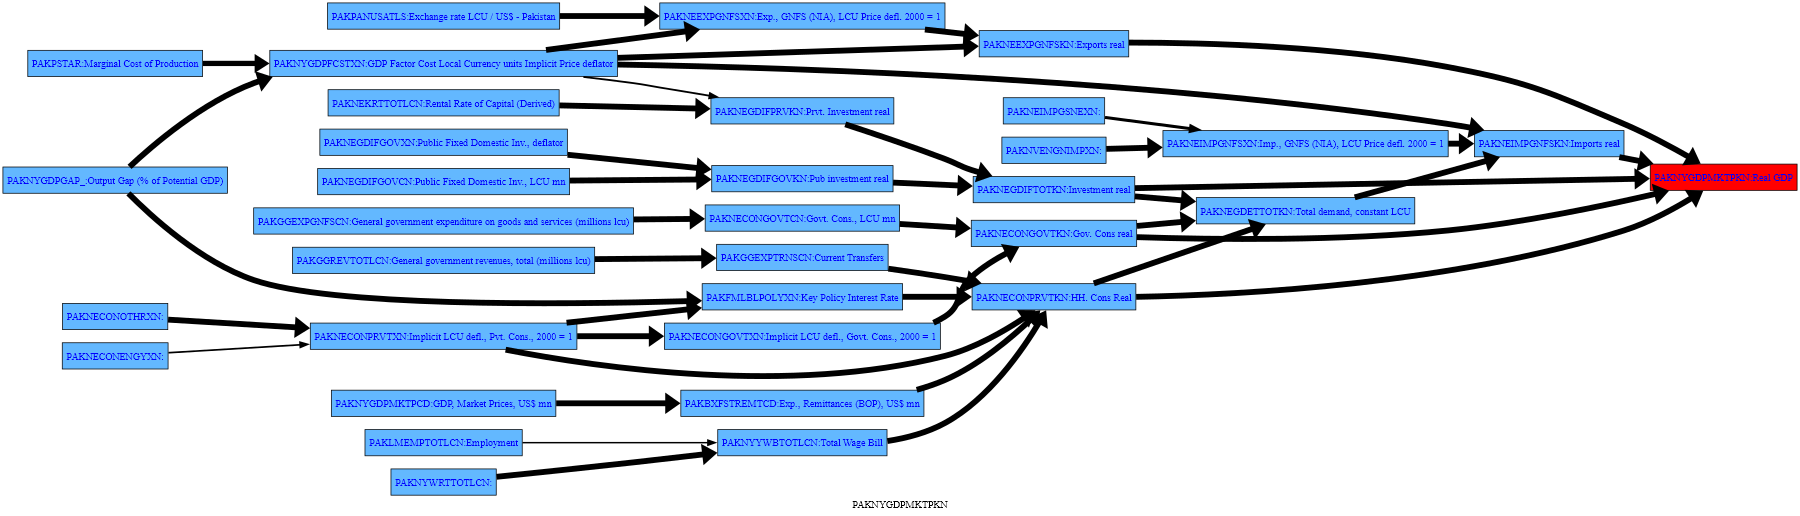 PAKPANUSATLS:Exchange rate LCU / US$ - Pakistan
PAKNEEXPGNFSXN:Exp., GNFS (NIA), LCU Price defl. 2000 = 1
PAKNEEXPGNFSKN:Exports real
PAKPSTAR:Marginal Cost of Production
PAKNYGDPFCSTXN:GDP Factor Cost Local Currency units Implicit Price deflator
PAKNEKRTTOTLCN:Rental Rate of Capital (Derived)
PAKNEGDIFPRVKN:Prvt. Investment real
PAKNEIMPGSNEXN:
PAKNEGDIFGOVXN:Public Fixed Domestic Inv., deflator
PAKNVENGNIMPXN:
PAKNEIMPGNFSXN:Imp., GNFS (NIA), LCU Price defl. 2000 = 1
PAKNEIMPGNFSKN:Imports real
PAKNYGDPGAP_:Output Gap (% of Potential GDP)
PAKNEGDIFGOVCN:Public Fixed Domestic Inv., LCU mn
PAKNEGDIFGOVKN:Pub investment real
PAKNEGDIFTOTKN:Investment real
PAKNYGDPMKTPKN:Real GDP
PAKGGEXPGNFSCN:General government expenditure on goods and services (millions lcu)
PAKNECONGOVTCN:Govt. Cons., LCU mn
PAKNECONGOVTKN:Gov. Cons real
PAKNEGDETTOTKN:Total demand, constant LCU
PAKGGREVTOTLCN:General government revenues, total (millions lcu)
PAKGGEXPTRNSCN:Current Transfers
PAKFMLBLPOLYXN:Key Policy Interest Rate
PAKNECONPRVTKN:HH. Cons Real
PAKNECONOTHRXN:
PAKNECONENGYXN:
PAKNECONPRVTXN:Implicit LCU defl., Pvt. Cons., 2000 = 1
PAKNECONGOVTXN:Implicit LCU defl., Govt. Cons., 2000 = 1
PAKNYGDPMKTPCD:GDP, Market Prices, US$ mn
PAKBXFSTREMTCD:Exp., Remittances (BOP), US$ mn
PAKLMEMPTOTLCN:Employment
PAKNYYWBTOTLCN:Total Wage Bill
PAKNYWRTTOTLCN:
PAKNYGDPMKTPKN